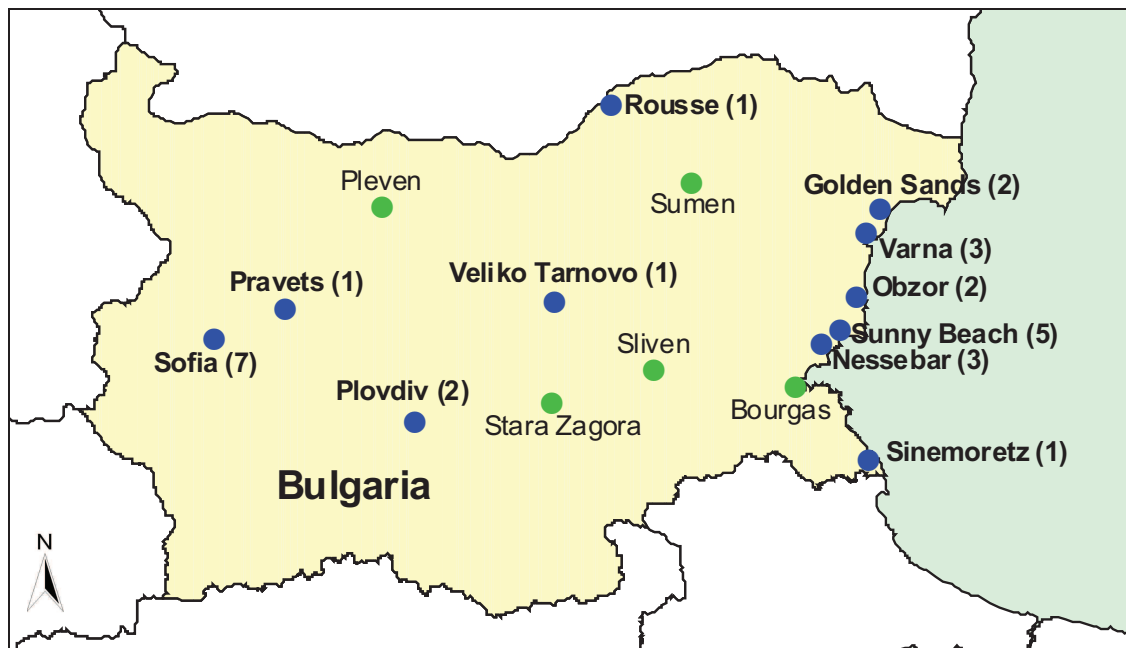 Rousse (1)
Pleven
Golden Sands (2)
Sumen
Varna (3)
Pravets (1)
Veliko Tarnovo (1)
Obzor (2)
Sunny Beach (5)
Sofia (7)
Sliven
Nessebar (3)
Plovdiv (2)
Bourgas
Stara Zagora
Sinemoretz (1)
Bulgaria
N